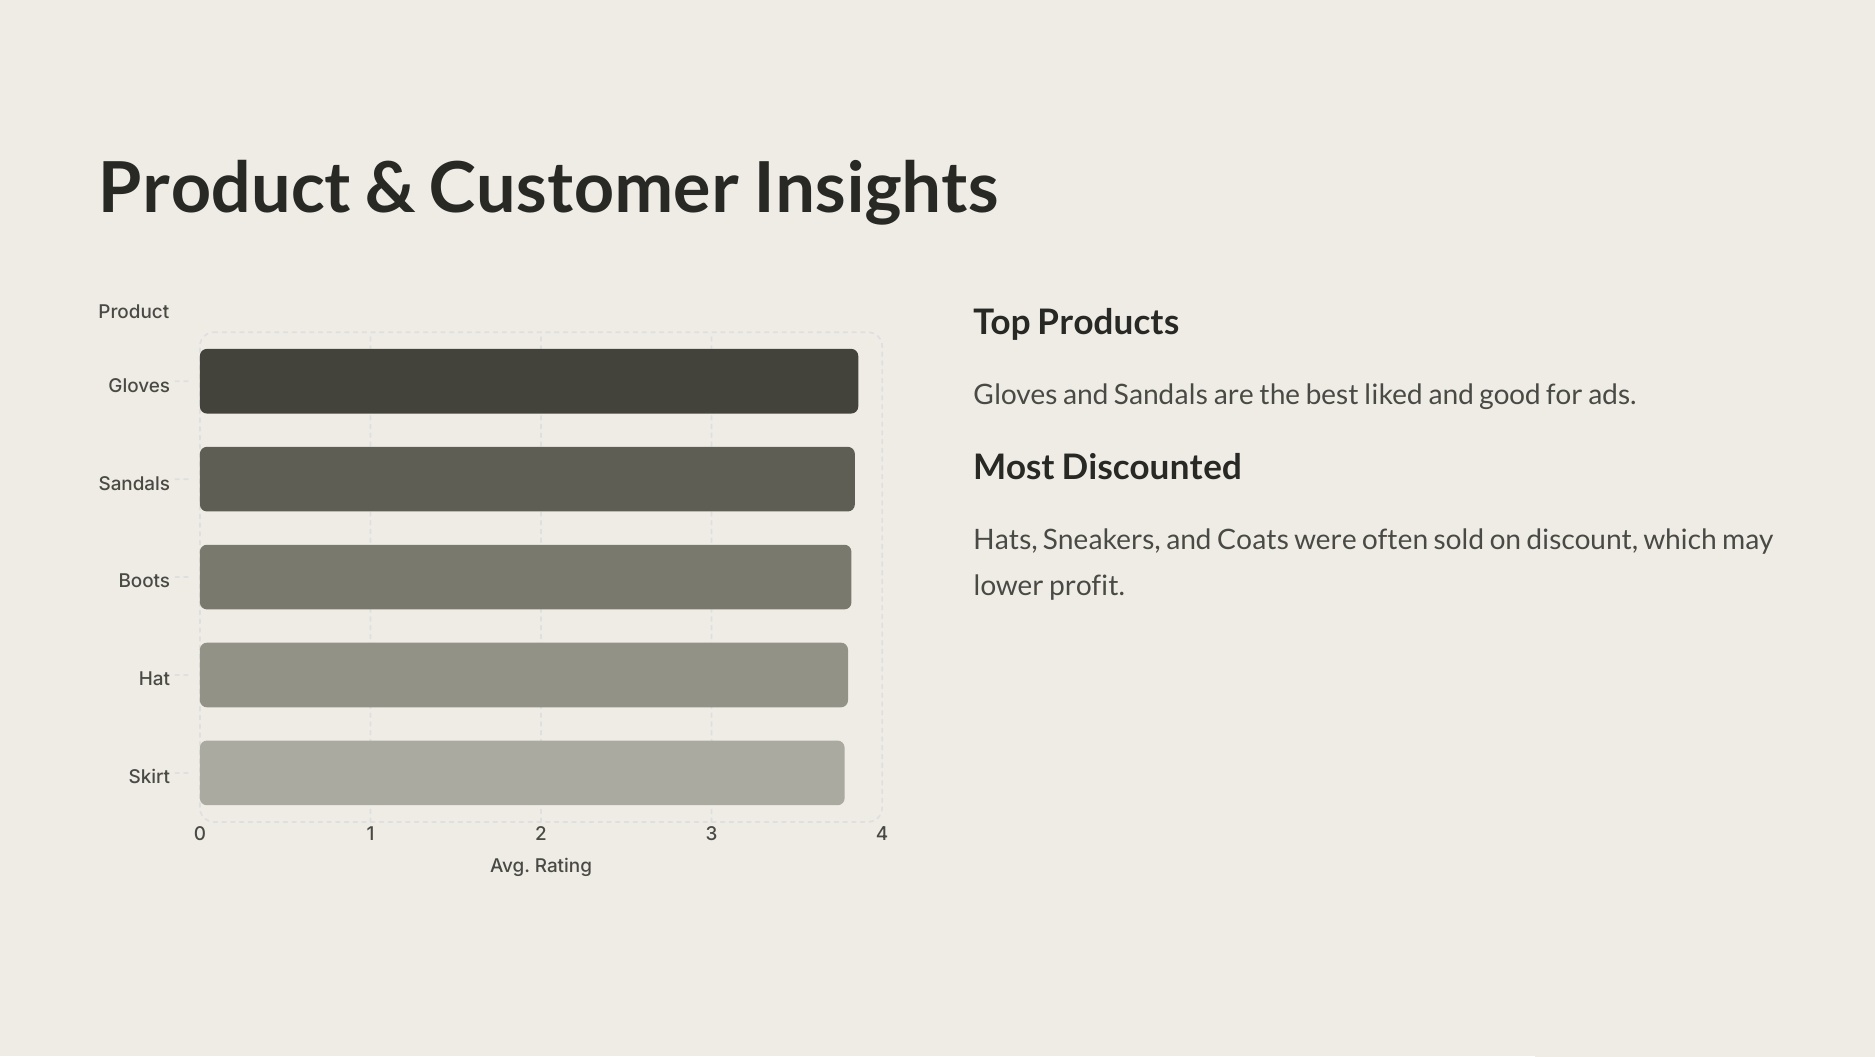 Product & Customer Insights
Product
Gloves
Sandals
Boots
Hat
Skirt
0 1 2 3 4
Avg. Rating
Top Products
Gloves and Sandals are the best liked and good for ads.
Most Discounted
Hats, Sneakers, and Coats were often sold on discount, which may
lower profit.